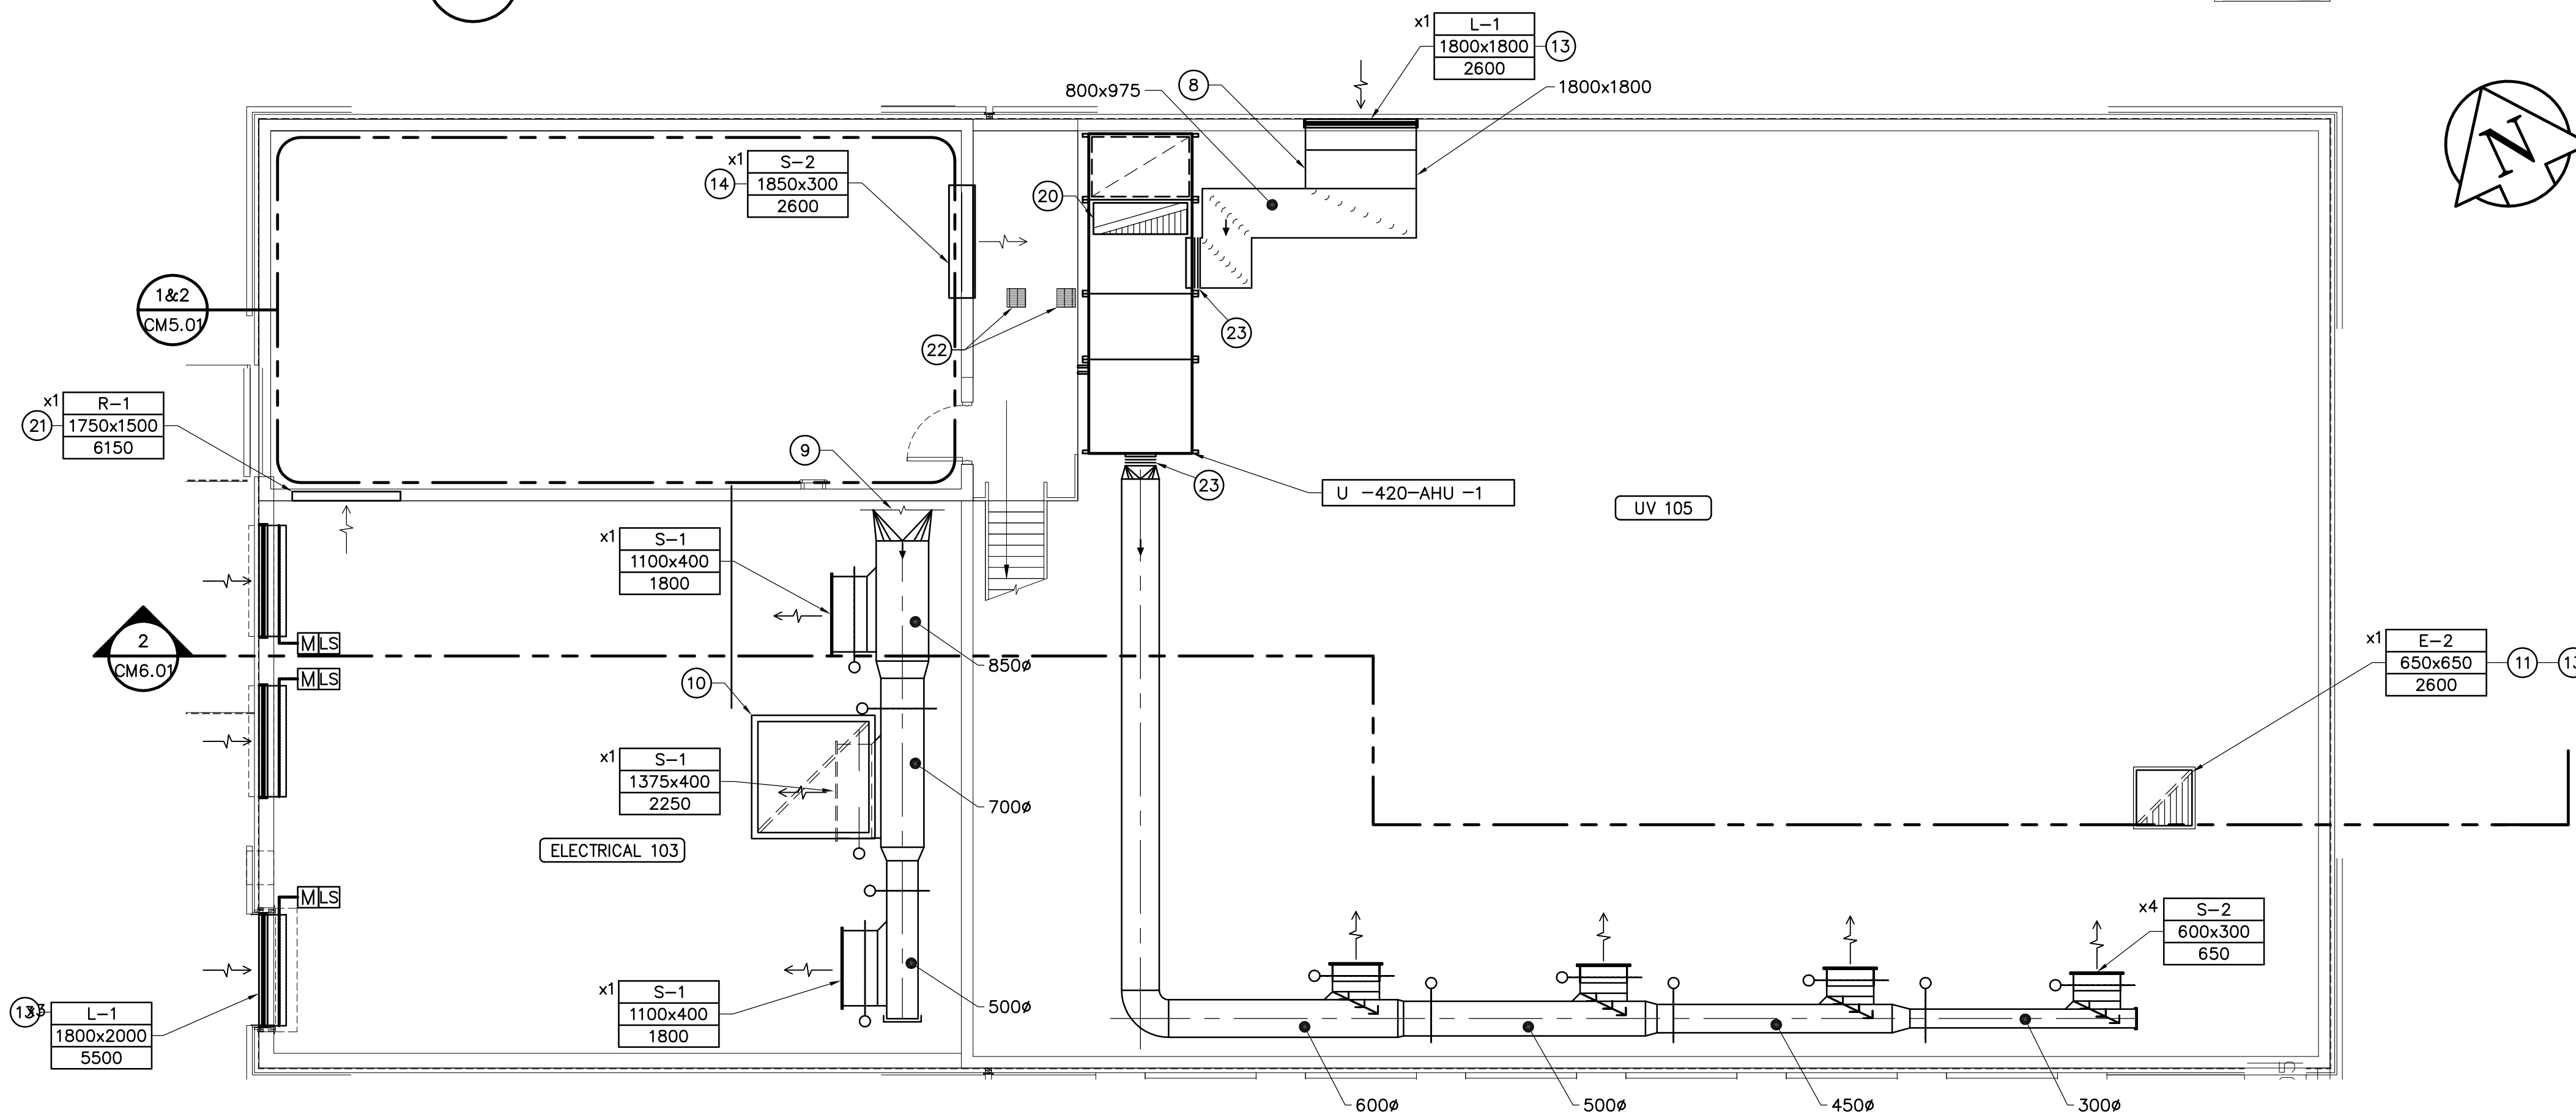 x1
L-1
1800x1800
13
2600
800x975
8
1800x1800
N
x1
S-2
14
1850x300
2600
20
1&2
CM5.01
22
23
x1
R-1
21
1750x1500
6150
9
23
U -420-AHU -1
UV 105
x1
S-1
1100x400
1800
2
CM6.01
M LS
M LS
850ø
10
x1
E-2
650x650
11
2600
x1
S-1
1375x400
2250
700ø
ELECTRICAL 103
M LS
x4
S-2
600x300
650
x1
S-1
1100x400
1800
500ø
L-1
1800x2000
5500
600ø
500ø
450ø
300ø